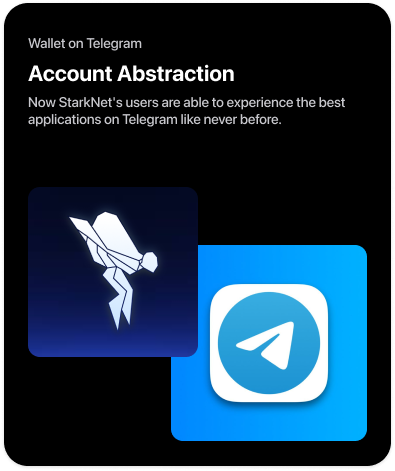 Wallet on Telegram
Account Abstraction
Now StarkNet's users are able to experience the best
applications on Telegram like never before.